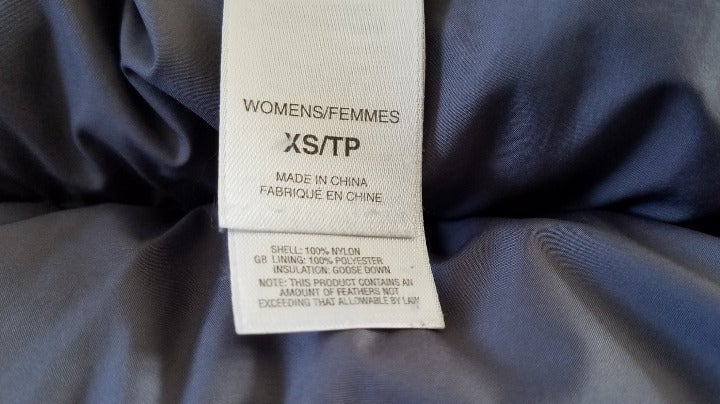 WOMENS/FEMMES
XS/TP
MADE IN CHINA
FABRIQUÉ EN CHINE
SHELL: 100% NYLON
GB LINING: 100% POLYESTER
INSULATION: GOOSE DOWN
NOTE: THIS PRODUCT CONTAINS AN
AMOUNT OF FEATHERS NOT
EXCEEDING THAT ALLOWABLE BY LAW